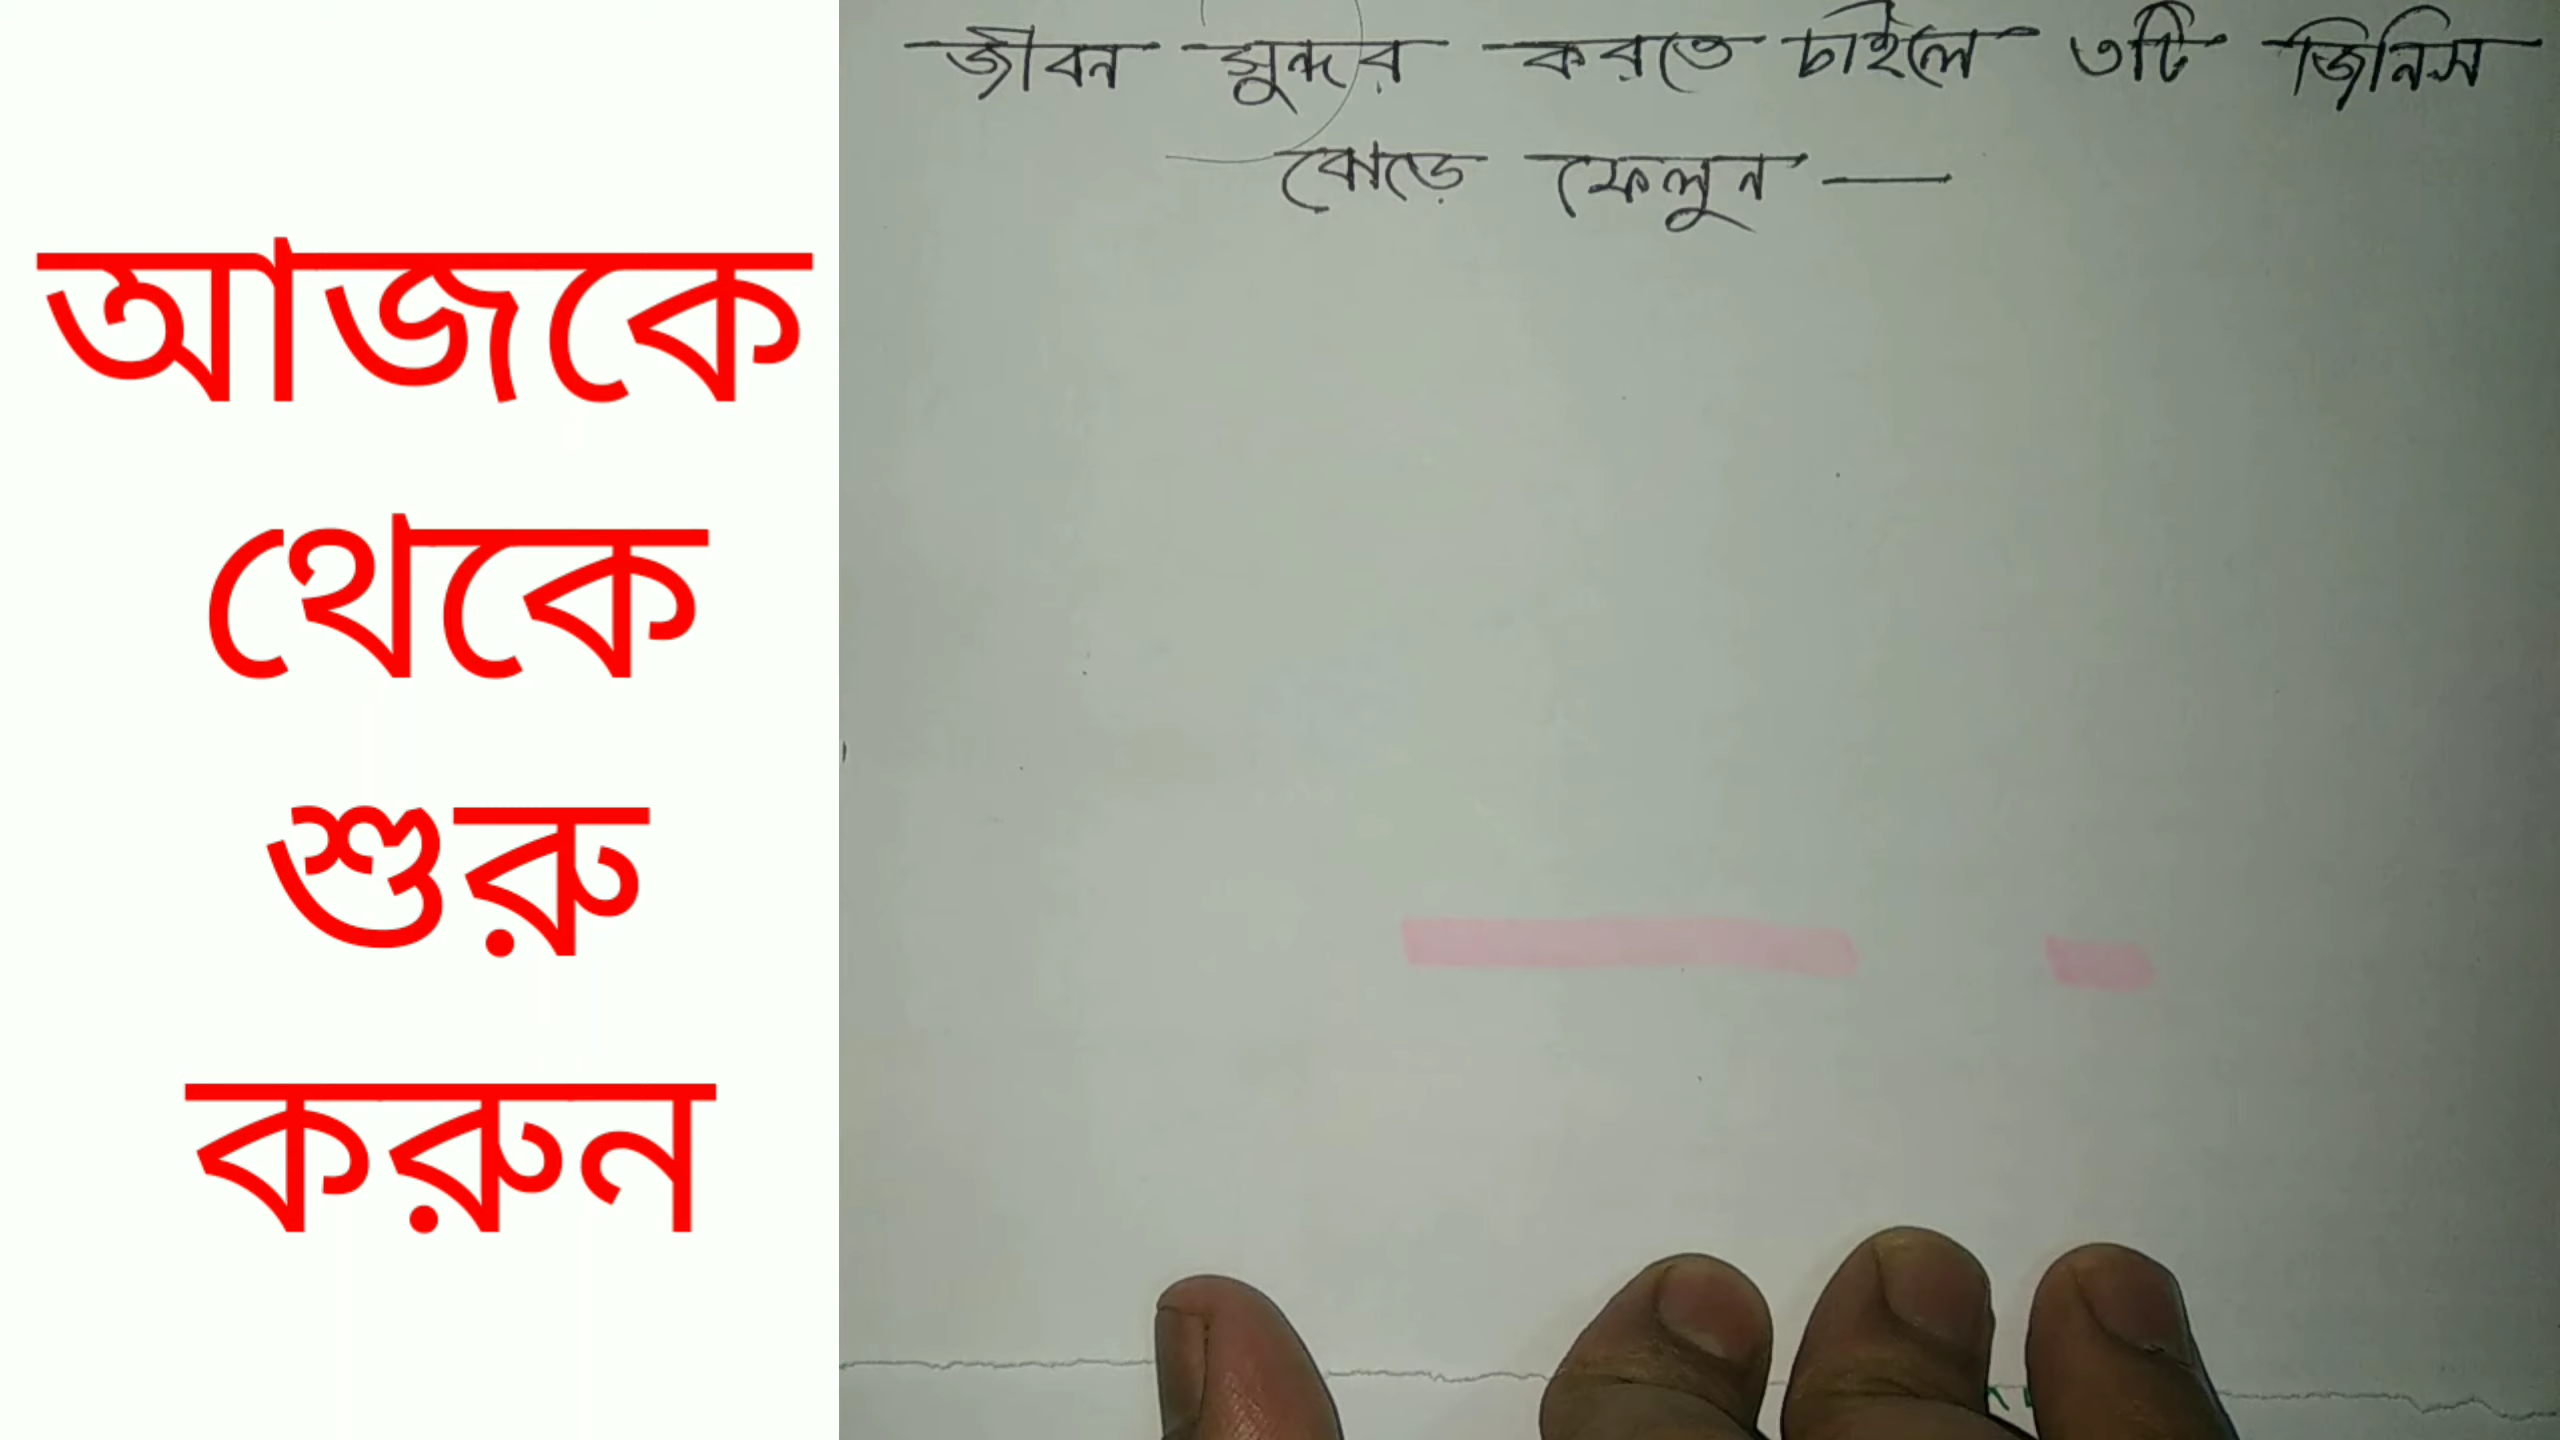 আজকে
থেকে
শুরু
করুন
জীবন সুন্দর করতে চাইলে ৩টি জিনিস
ঝেড়ে ফেলুন —